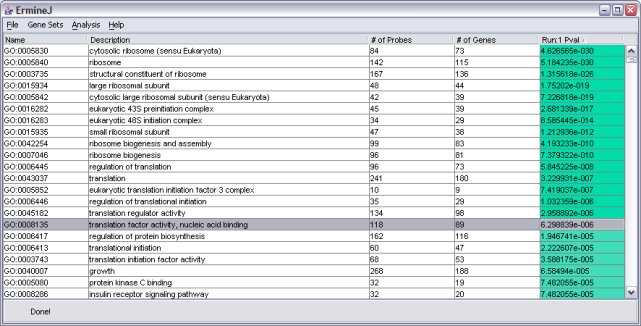 ErmineJ
File Gene Sets Analysis Help
Name Description # of Probes # of Genes Run:1 Pval
GO:0005830 cytosolic ribosome (sensu Eukaryota) 84 73 4.626565e-030
GO:0005840 ribosome 142 115 5.184235e-030
GO:0003735 structural constituent of ribosome 167 136 1.315618e-026
GO:0015934 large ribosomal subunit 48 44 1.75202e-019
GO:0005842 cytosolic large ribosomal subunit (sensu Eukaryota) 42 39 7.226818e-019
GO:0016282 eukaryotic 43S preinitiation complex 45 39 2.681339e-017
GO:0016283 eukaryotic 48S initiation complex 34 29 8.585445e-014
GO:0015935 small ribosomal subunit 47 38 1.212936e-012
GO:0042254 ribosome biogenesis and assembly 99 83 4.193233e-010
GO:0007046 ribosome biogenesis 96 81 7.379322e-010
GO:0006445 regulation of translation 96 73 5.845225e-008
GO:0043037 translation 241 180 3.229931e-007
GO:0005852 eukaryotic translation initiation factor 3 complex 10 9 7.419037e-007
GO:0006446 regulation of translational initiation 35 29 1.032359e-006
GO:0045182 translation regulator activity 134 98 2.958892e-006
GO:0008135 translation factor activity, nucleic acid binding 118 89 6.298839e-006
GO:0006417 regulation of protein biosynthesis 162 116 1.946741e-005
GO:0006413 translational initiation 60 47 2.222607e-005
GO:0003743 translation initiation factor activity 68 53 3.588175e-005
GO:0040007 growth 268 188 6.58494e-005
GO:0005080 protein kinase C binding 32 19 7.482055e-005
GO:0008286 insulin receptor signaling pathway 32 20 7.482055e-005
Done!